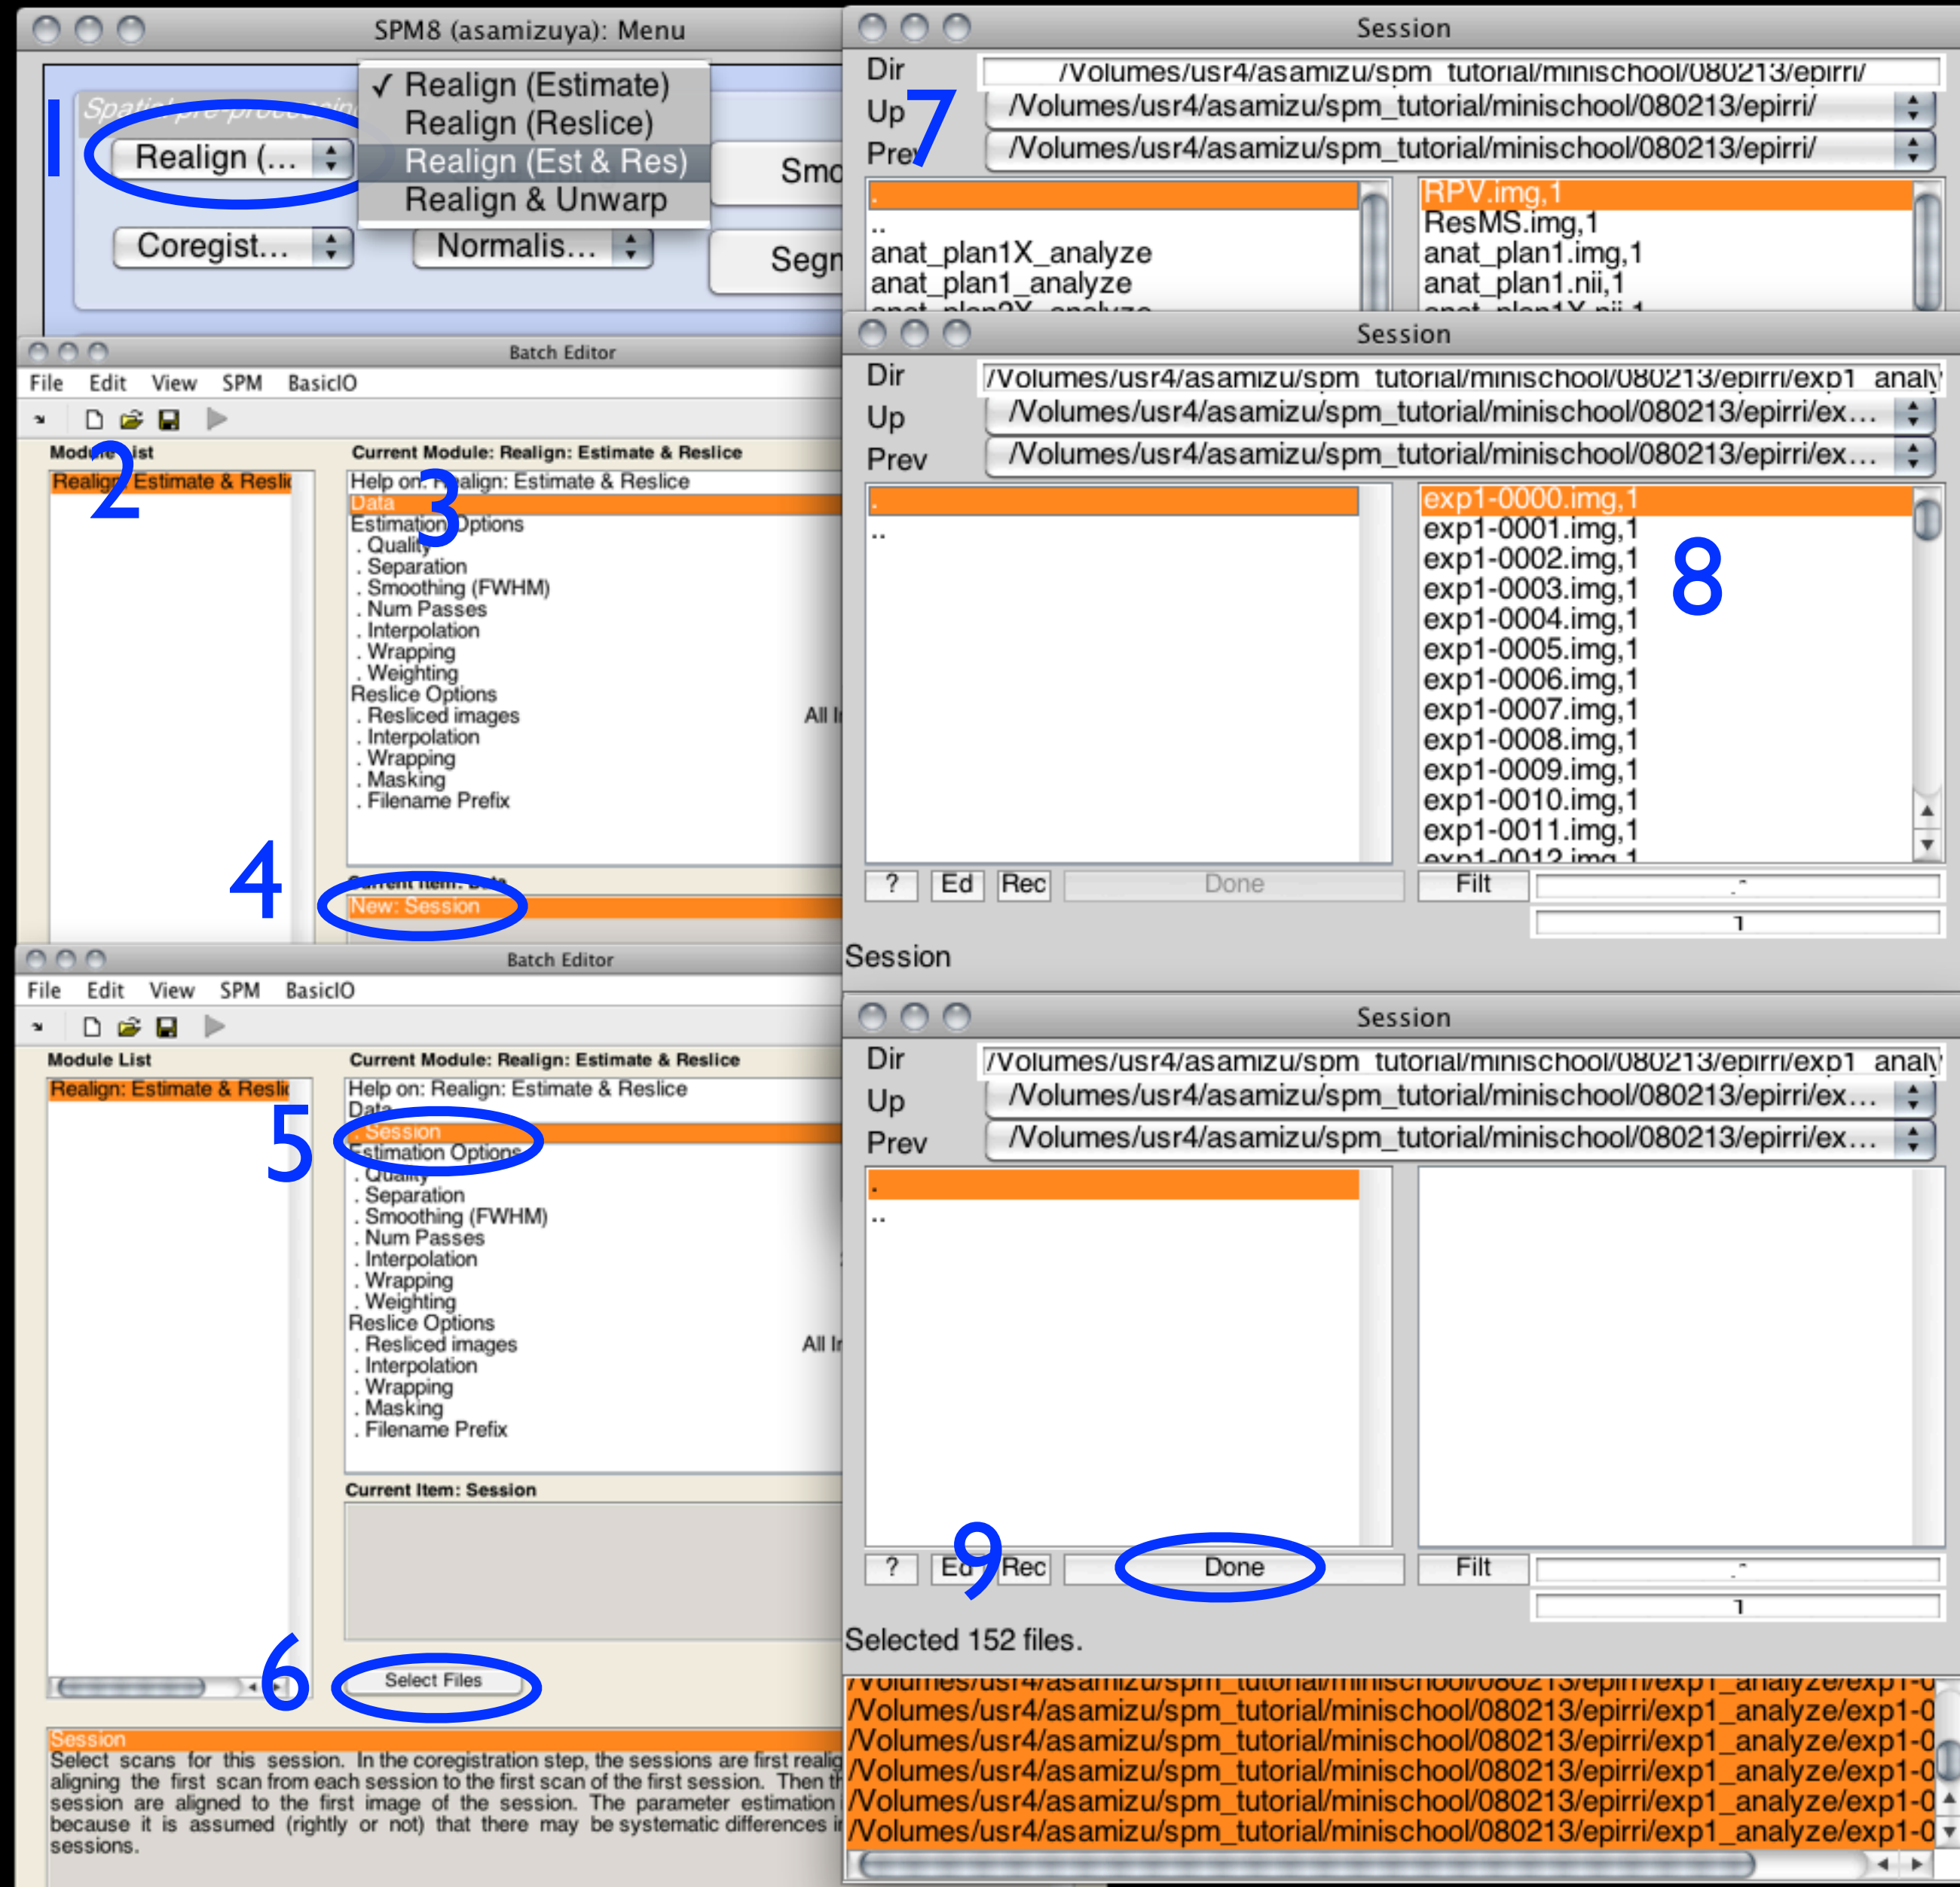 SPM8 (asamizuya): Menu
1
Spatial pre-processing
Realign (...
✓ Realign (Estimate)
Realign (Reslice)
Realign (Est & Res)
Realign & Unwarp
Smo
Coregist...
Normalis...
Segn
Batch Editor
File Edit View SPM BasicIO
Module List
Current Module: Realign: Estimate & Reslice
2
Realign: Estimate & Reslic
3
Help on: Realign: Estimate & Reslice
Data
Estimation Options
. Quality
. Separation
. Smoothing (FWHM)
. Num Passes
. Interpolation
. Wrapping
. Weighting
Reslice Options
. Resliced images All I
. Interpolation
. Wrapping
. Masking
. Filename Prefix
4
Current Item: Data
New: Session
Batch Editor
File Edit View SPM BasicIO
Module List
Current Module: Realign: Estimate & Reslice
Realign: Estimate & Reslic
5
Help on: Realign: Estimate & Reslice
Data
. Session
Estimation Options
. Quality
. Separation
. Smoothing (FWHM)
. Num Passes
. Interpolation
. Wrapping
. Weighting
Reslice Options
. Resliced images All I
. Interpolation
. Wrapping
. Masking
. Filename Prefix
Current Item: Session
6
Select Files
Session
Select scans for this session. In the coregistration step, the sessions are first realig
aligning the first scan from each session to the first scan of the first session. Then th
session are aligned to the first image of the session. The parameter estimation
because it is assumed (rightly or not) that there may be systematic differences in
sessions.
Session
7
Dir /Volumes/usr4/asamizu/spm_tutorial/minischool/080213/epirri/
Up /Volumes/usr4/asamizu/spm_tutorial/minischool/080213/epirri/
Prev /Volumes/usr4/asamizu/spm_tutorial/minischool/080213/epirri/
.
..
anat_plan1X_analyze
anat_plan1_analyze
anat_plan2X_analyze
RPV.img,1
ResMS.img,1
anat_plan1.img,1
anat_plan1.nii,1
anat_plan1X.nii,1
Session
Dir /Volumes/usr4/asamizu/spm_tutorial/minischool/080213/epirri/exp1_analy
Up /Volumes/usr4/asamizu/spm_tutorial/minischool/080213/epirri/ex...
Prev /Volumes/usr4/asamizu/spm_tutorial/minischool/080213/epirri/ex...
.
..
8
exp1-0000.img,1
exp1-0001.img,1
exp1-0002.img,1
exp1-0003.img,1
exp1-0004.img,1
exp1-0005.img,1
exp1-0006.img,1
exp1-0007.img,1
exp1-0008.img,1
exp1-0009.img,1
exp1-0010.img,1
exp1-0011.img,1
exp1-0012.img,1
? Ed Rec Done Filt
1
Session
Session
Dir /Volumes/usr4/asamizu/spm_tutorial/minischool/080213/epirri/exp1_analy
Up /Volumes/usr4/asamizu/spm_tutorial/minischool/080213/epirri/ex...
Prev /Volumes/usr4/asamizu/spm_tutorial/minischool/080213/epirri/ex...
.
..
9
? Ed Rec Done Filt
1
Selected 152 files.
/Volumes/usr4/asamizu/spm_tutorial/minischool/080213/epirri/exp1_analyze/exp1-0
/Volumes/usr4/asamizu/spm_tutorial/minischool/080213/epirri/exp1_analyze/exp1-0
/Volumes/usr4/asamizu/spm_tutorial/minischool/080213/epirri/exp1_analyze/exp1-0
/Volumes/usr4/asamizu/spm_tutorial/minischool/080213/epirri/exp1_analyze/exp1-0
/Volumes/usr4/asamizu/spm_tutorial/minischool/080213/epirri/exp1_analyze/exp1-0
/Volumes/usr4/asamizu/spm_tutorial/minischool/080213/epirri/exp1_analyze/exp1-0